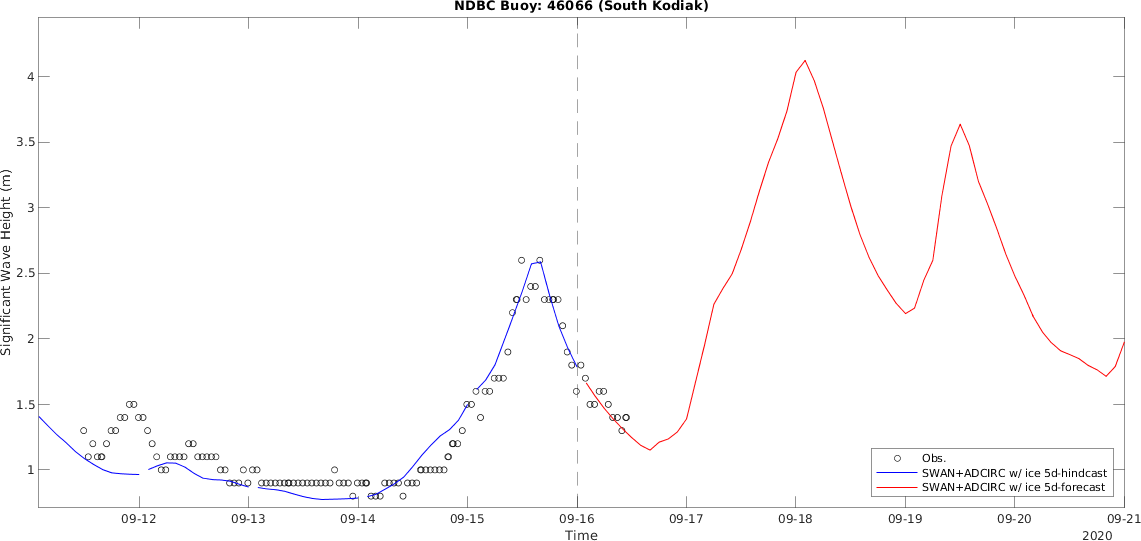 NDBC Buoy: 46066 (South Kodiak)
Significant Wave Height (m)
4
3.5
3
2.5
2
1.5
1
Obs.
SWAN+ADCIRC w/ ice 5d-hindcast
SWAN+ADCIRC w/ ice 5d-forecast
09-12 09-13 09-14 09-15 09-16 09-17 09-18 09-19 09-20 09-21
Time
2020